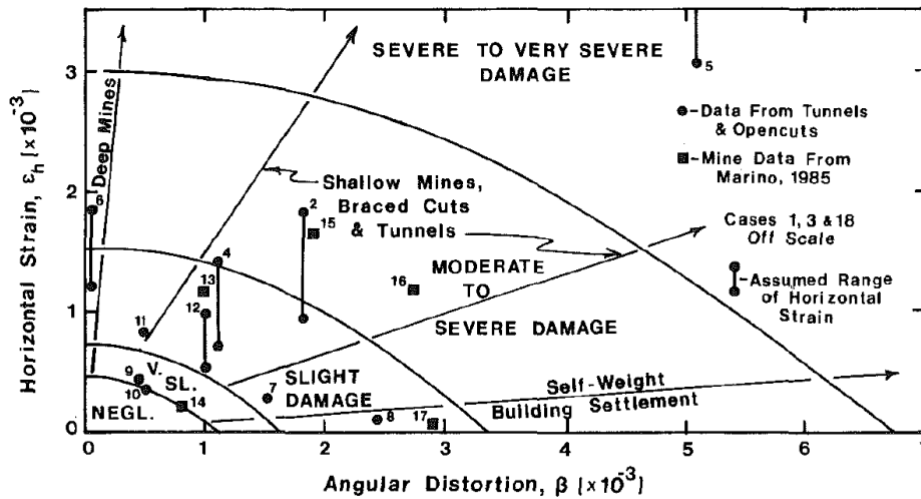 SEVERE TO VERY SEVERE
DAMAGE
5
3
Horizontal Strain, εh [×10-3]
Deep Mines
●-Data From Tunnels
& Opencuts
■-Mine Data From
Marino, 1985
Shallow Mines,
Braced Cuts
& Tunnels
6
2
2
15
Cases 1, 3 & 18
Off Scale
4
MODERATE
TO
SEVERE DAMAGE
16
13
12
Assumed Range
of Horizontal
Strain
1
11
9
V.
SL.
10
NEGL.
14
SLIGHT
DAMAGE
7
8
17
Self-Weight
Building Settlement
0
0 1 2 3 4 5 6
Angular Distortion, β [×10-3]